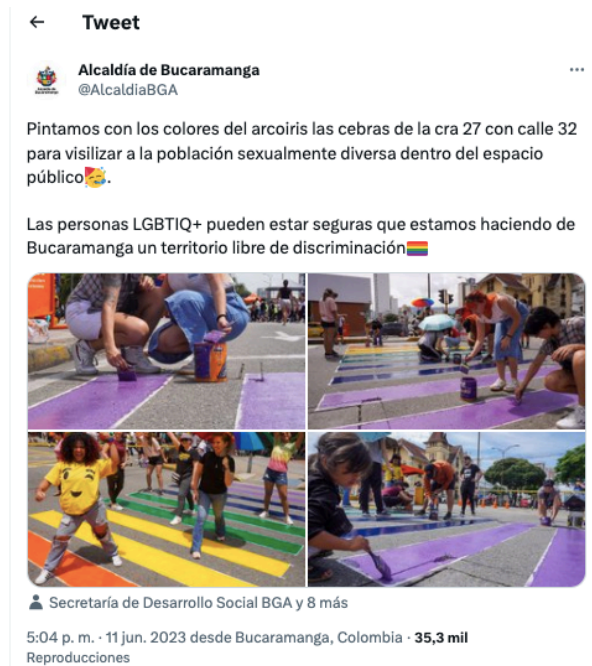 Tweet
Alcaldía de Bucaramanga
@AlcaldiaBGA
Pintamos con los colores del arcoiris las cebras de la cra 27 con calle 32
para visilizar a la población sexualmente diversa dentro del espacio
público🥳.
Las personas LGBTIQ+ pueden estar seguras que estamos haciendo de
Bucaramanga un territorio libre de discriminación🏳️‍🌈
Secretaría de Desarrollo Social BGA y 8 más
5:04 p. m. · 11 jun. 2023 desde Bucaramanga, Colombia · 35,3 mil
Reproducciones